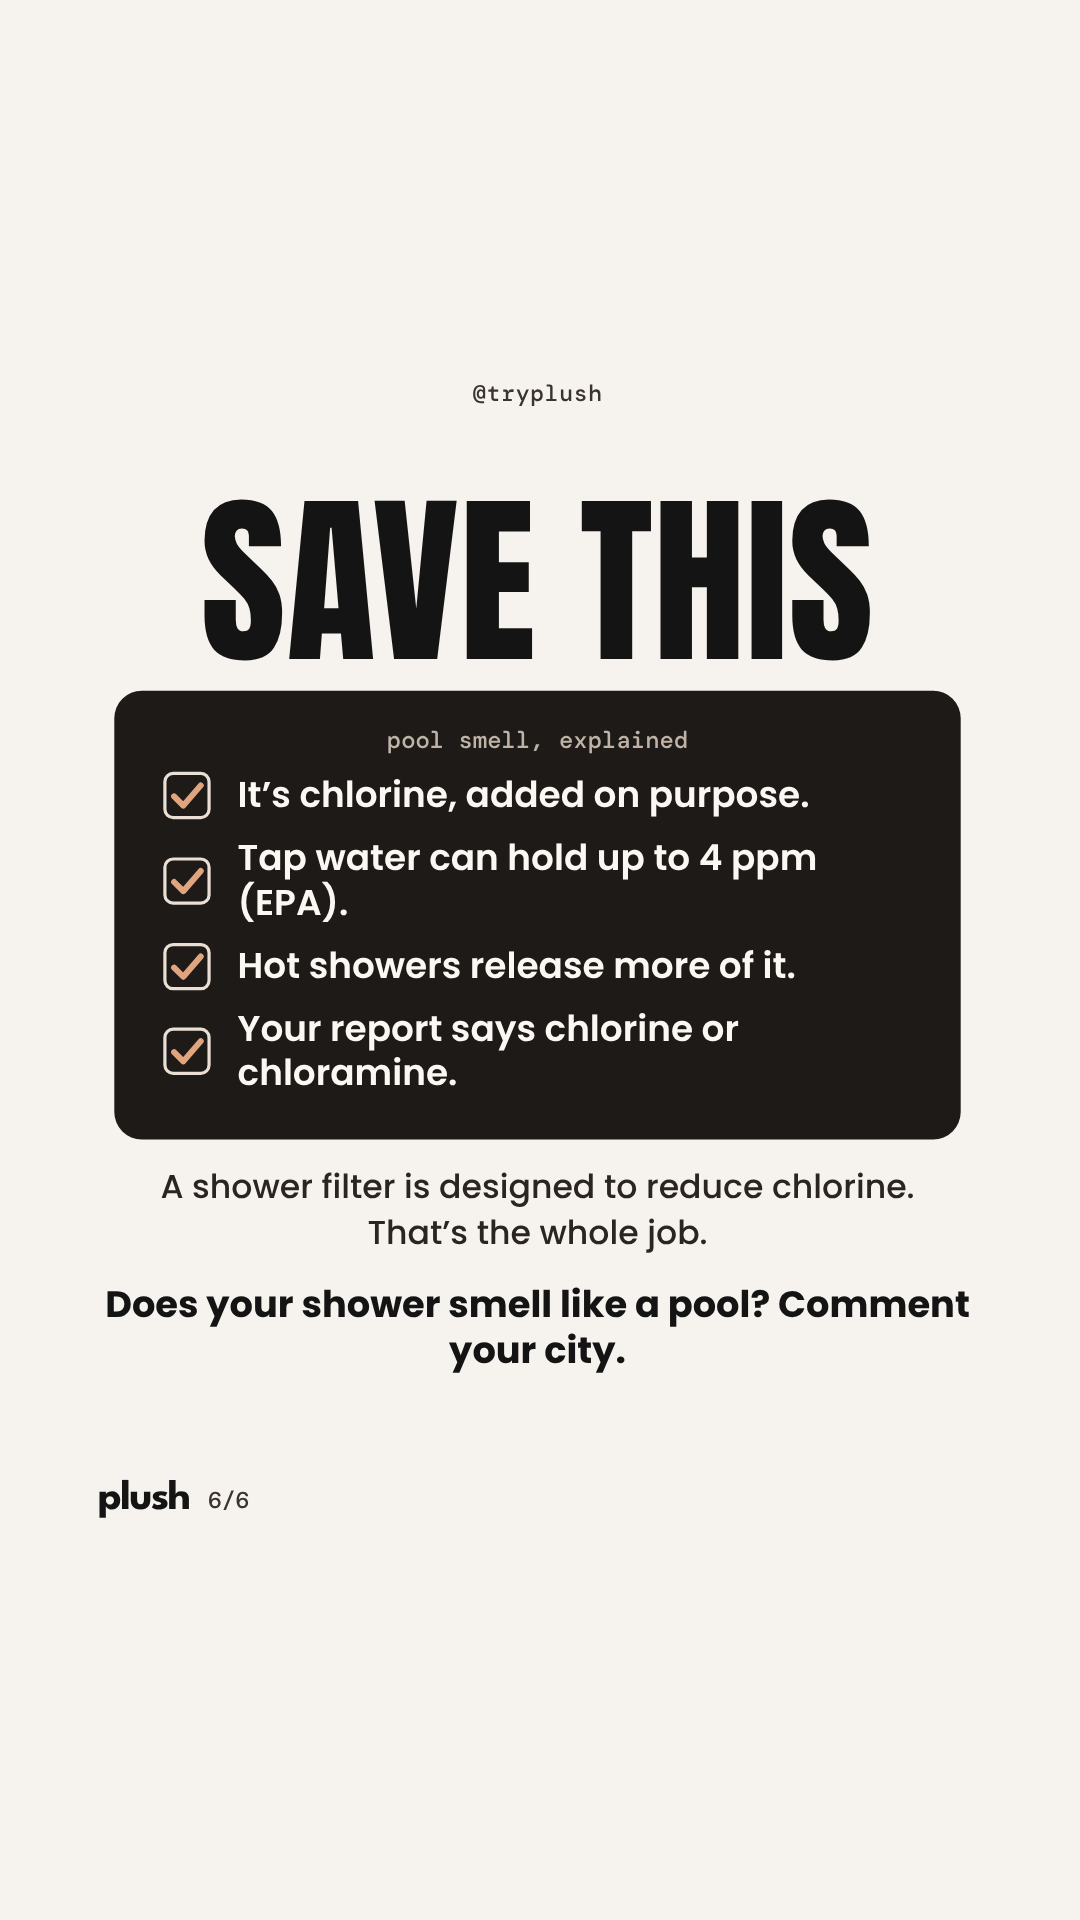 @tryplush
SAVE THIS
pool smell, explained
It’s chlorine, added on purpose.
Tap water can hold up to 4 ppm
(EPA).
Hot showers release more of it.
Your report says chlorine or
chloramine.
A shower filter is designed to reduce chlorine.
That’s the whole job.
Does your shower smell like a pool? Comment
your city.
plush 6/6